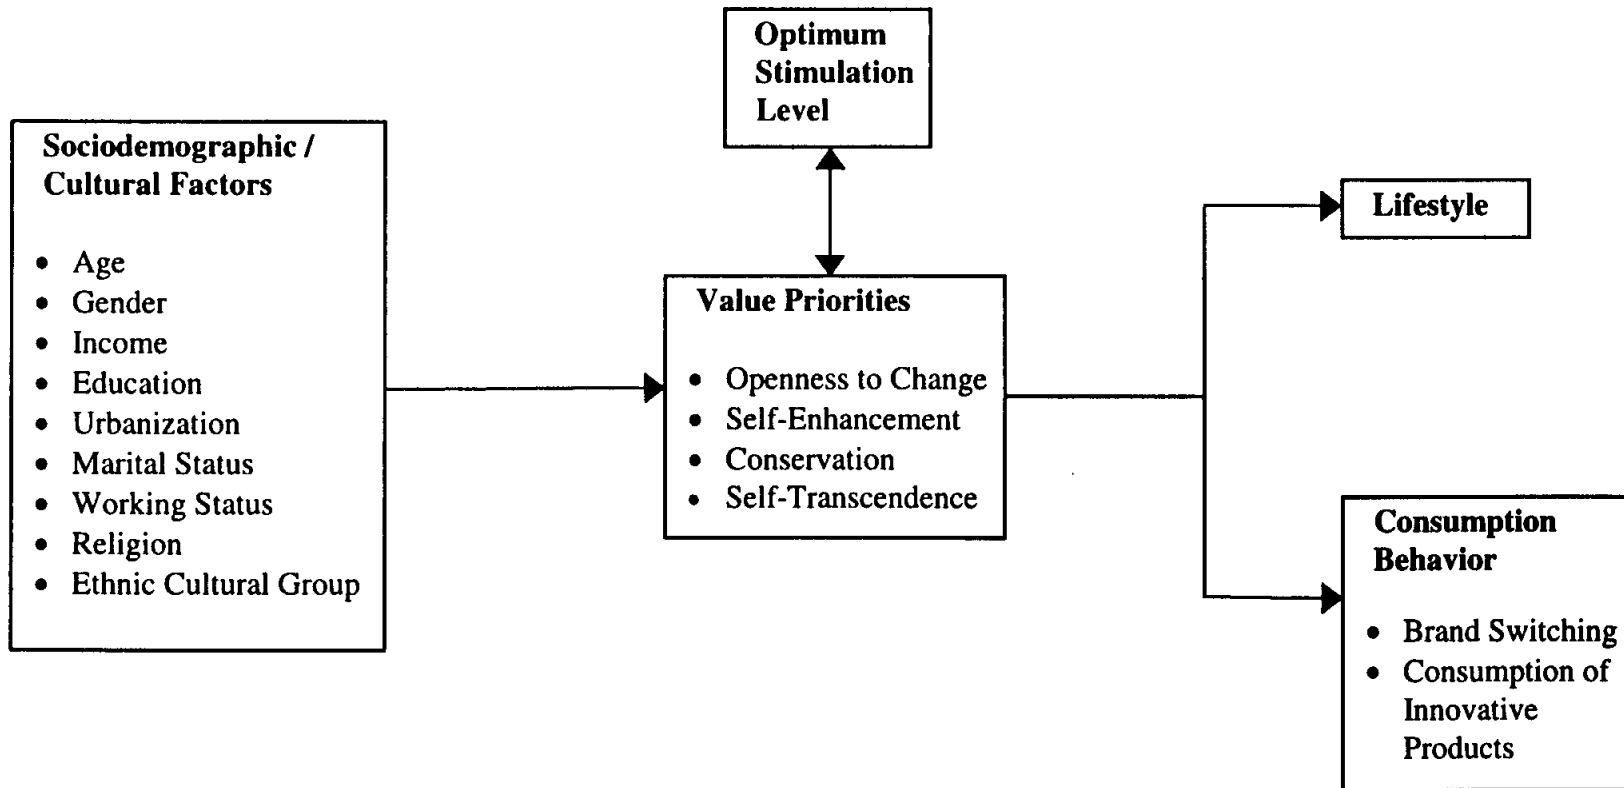 Optimum
Stimulation
Level
Sociodemographic /
Cultural Factors
• Age
• Gender
• Income
• Education
• Urbanization
• Marital Status
• Working Status
• Religion
• Ethnic Cultural Group
Value Priorities
• Openness to Change
• Self-Enhancement
• Conservation
• Self-Transcendence
Lifestyle
Consumption
Behavior
• Brand Switching
• Consumption of
Innovative
Products